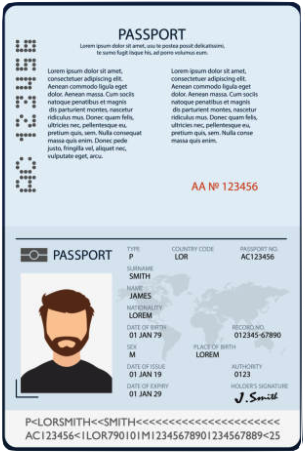 PASSPORT
Lorem ipsum dolor sit amet, usu te postea policy delicatissimi,
te sumo fugit iisque has, ad porro volumus eum.
AC 123456
Lorem ipsum dolor sit amet,
consectetuer adipiscing elit.
Aenean commodo ligula eget
dolor. Aenean massa. Cum sociis
natoque penatibus et magnis
dis parturient montes, nascetur
ridiculus mus. Donec quam felis,
ultricies nec, pellentesque eu,
pretium quis, sem. Nulla consequat
massa quis enim. Donec pede
justo, fringilla vel, aliquet nec,
vulputate eget, arcu.
Lorem ipsum dolor sit amet,
consectetuer adipiscing elit.
Aenean commodo ligula eget
dolor. Aenean massa. Cum sociis
natoque penatibus et magnis
dis parturient montes, nascetur
ridiculus mus. Donec quam felis,
ultricies nec, pellentesque eu,
pretium quis, sem. Nulla conse
massa quis enim.
AA Nº 123456
PASSPORT
TYPE COUNTRY CODE PASSPORT NO.
P LOR AC123456
SURNAME
SMITH
NAME
JAMES
NATIONALITY
LOREM
DATE OF BIRTH RECORD NO.
01 JAN 79 012345-67890
SEX PLACE OF BIRTH
M LOREM
DATE OF ISSUE AUTHORITY
01 JAN 19 0123
DATE OF EXPIRY HOLDER'S SIGNATURE
01 JAN 29 J.Smith
P<LORSMITH<<SMITH<<<<<<<<<<<<<<<<<<<<<<
AC123456<1LOR790101M12345678901234567889<25